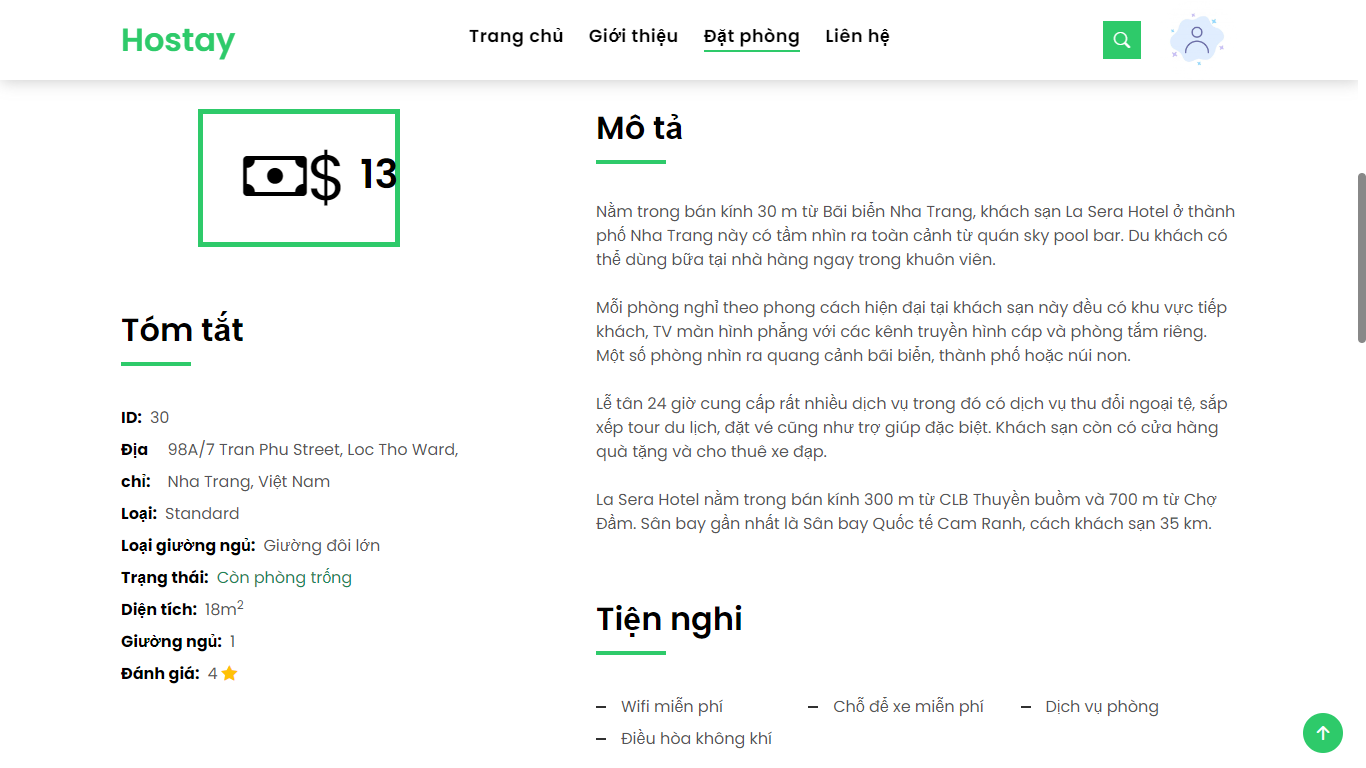 Hostay
Trang chủ Giới thiệu Đặt phòng Liên hệ
$ 13
Tóm tắt
ID: 30
Địa chỉ: 98A/7 Tran Phu Street, Loc Tho Ward,
Nha Trang, Việt Nam
Loại: Standard
Loại giường ngủ: Giường đôi lớn
Trạng thái: Còn phòng trống
Diện tích: 18m²
Giường ngủ: 1
Đánh giá: 4
Mô tả
Nằm trong bán kính 30 m từ Bãi biển Nha Trang, khách sạn La Sera Hotel ở thành
phố Nha Trang này có tầm nhìn ra toàn cảnh từ quán sky pool bar. Du khách có
thể dùng bữa tại nhà hàng ngay trong khuôn viên.
Mỗi phòng nghỉ theo phong cách hiện đại tại khách sạn này đều có khu vực tiếp
khách, TV màn hình phẳng với các kênh truyền hình cáp và phòng tắm riêng.
Một số phòng nhìn ra quang cảnh bãi biển, thành phố hoặc núi non.
Lễ tân 24 giờ cung cấp rất nhiều dịch vụ trong đó có dịch vụ thu đổi ngoại tệ, sắp
xếp tour du lịch, đặt vé cũng như trợ giúp đặc biệt. Khách sạn còn có cửa hàng
quà tặng và cho thuê xe đạp.
La Sera Hotel nằm trong bán kính 300 m từ CLB Thuyền buồm và 700 m từ Chợ
Đầm. Sân bay gần nhất là Sân bay Quốc tế Cam Ranh, cách khách sạn 35 km.
Tiện nghi
Wifi miễn phí Chỗ để xe miễn phí Dịch vụ phòng
Điều hòa không khí